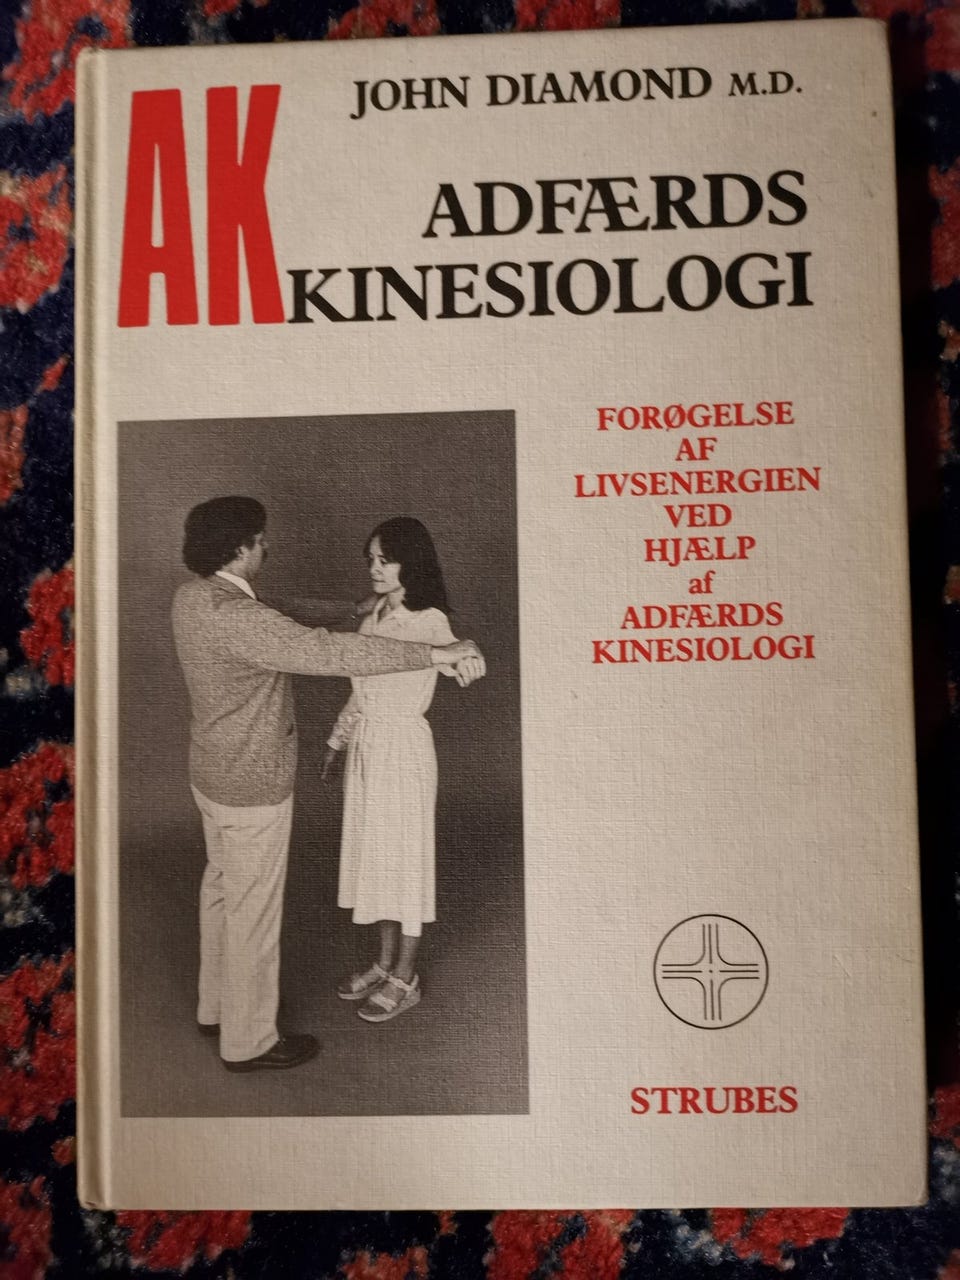 AK
JOHN DIAMOND M.D.
ADFÆRDS
KINESIOLOGI
FORØGELSE
AF
LIVSENERGIEN
VED
HJÆLP
af
ADFÆRDS
KINESIOLOGI
STRUBES